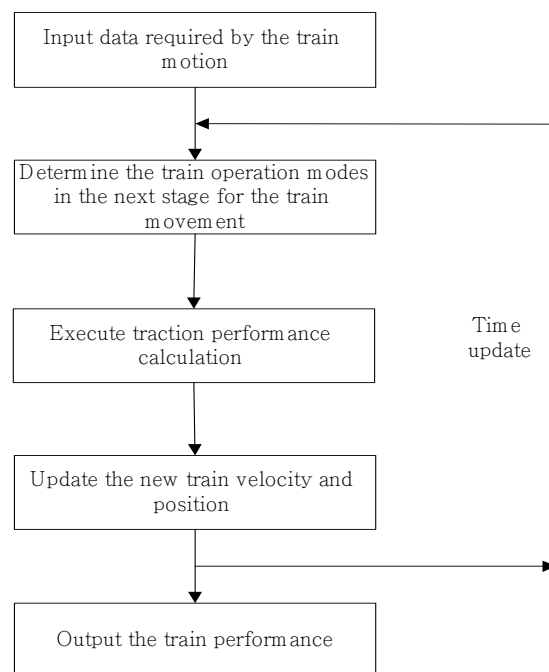 Input data required by the train
motion
Determine the train operation modes
in the next stage for the train
movement
Execute traction performance
calculation
Time
update
Update the new train velocity and
position
Output the train performance